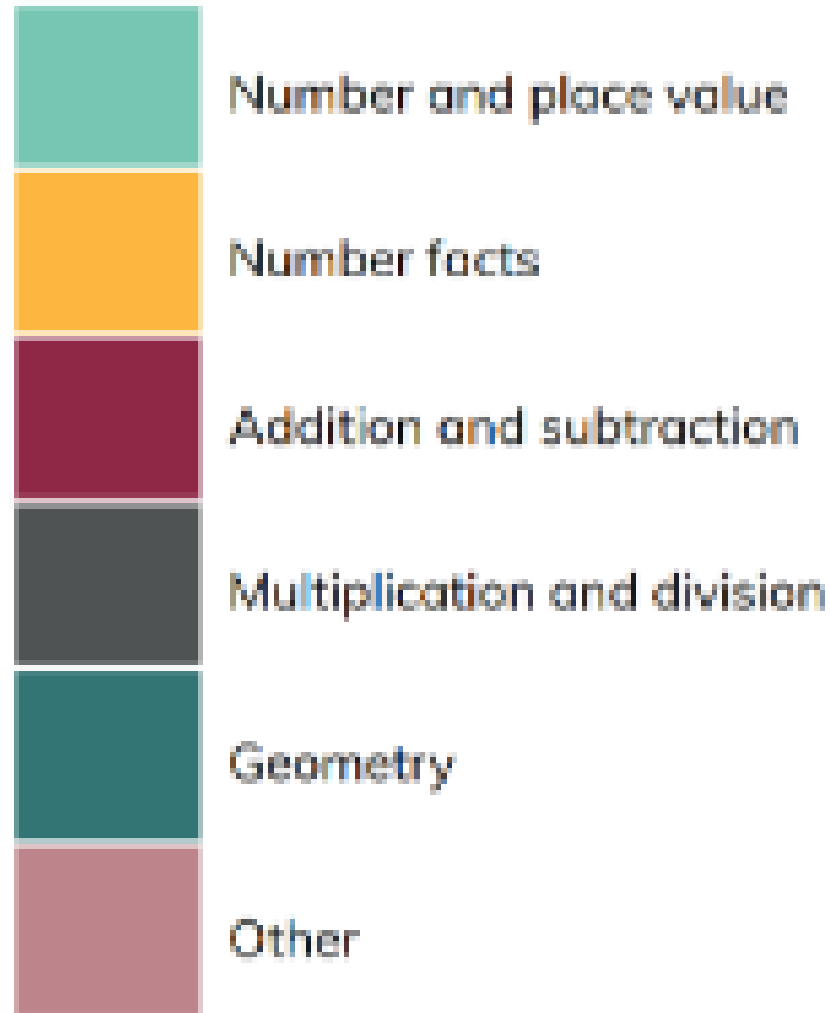 Number and place value
Number facts
Addition and subtraction
Multiplication and division
Geometry
Other